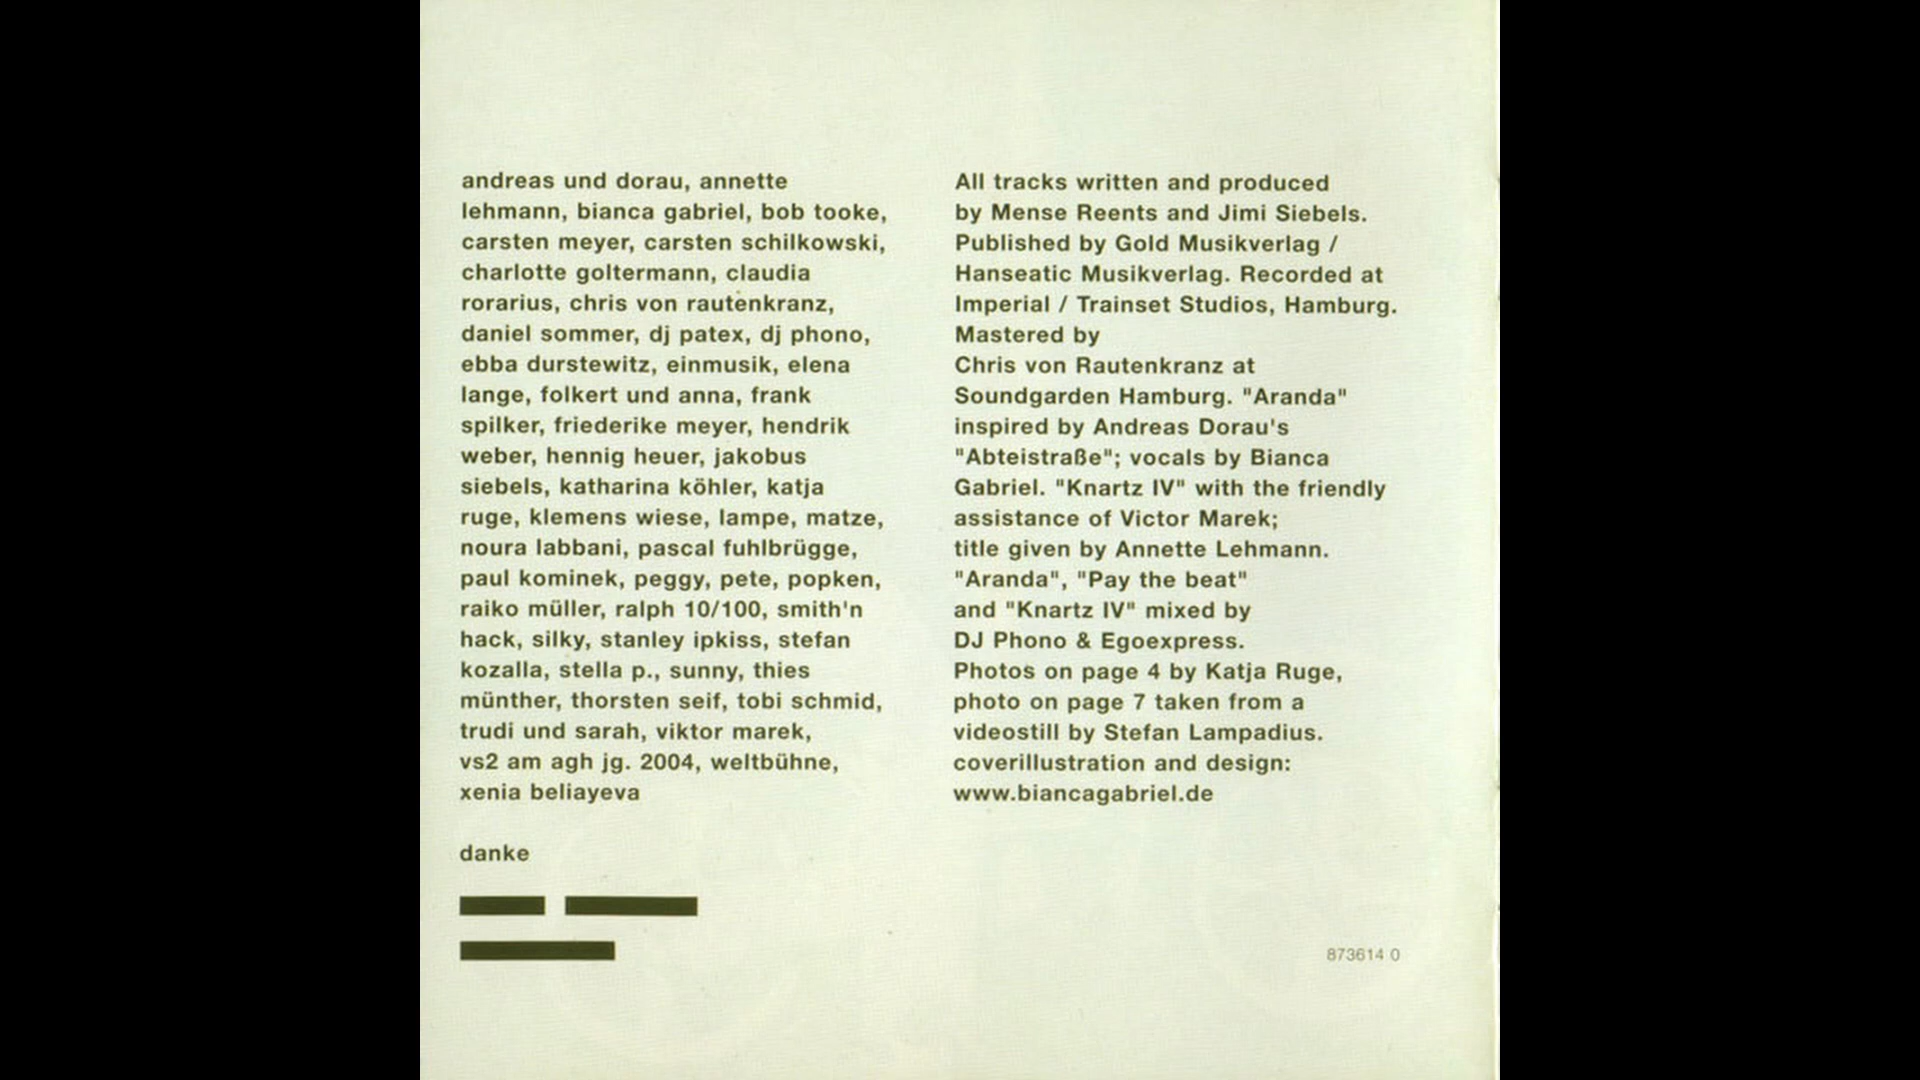 andreas und dorau, annette
lehmann, bianca gabriel, bob tooke,
carsten meyer, carsten schilkowski,
charlotte goltermann, claudia
rorarius, chris von rautenkranz,
daniel sommer, dj patex, dj phono,
ebba durstewitz, einmusik, elena
lange, folkert und anna, frank
spilker, friederike meyer, hendrik
weber, hennig heuer, jakobus
siebels, katharina köhler, katja
ruge, klemens wiese, lampe, matze,
noura labbani, pascal fuhlbrügge,
paul kominek, peggy, pete, popken,
raiko müller, ralph 10/100, smith'n
hack, silky, stanley ipkiss, stefan
kozalla, stella p., sunny, thies
münther, thorsten seif, tobi schmid,
trudi und sarah, viktor marek,
vs2 am agh jg. 2004, weltbühne,
xenia beliayeva
danke
All tracks written and produced
by Mense Reents and Jimi Siebels.
Published by Gold Musikverlag /
Hanseatic Musikverlag. Recorded at
Imperial / Trainset Studios, Hamburg.
Mastered by
Chris von Rautenkranz at
Soundgarden Hamburg. "Aranda"
inspired by Andreas Dorau's
"Abteistraße"; vocals by Bianca
Gabriel. "Knartz IV" with the friendly
assistance of Victor Marek;
title given by Annette Lehmann.
"Aranda", "Pay the beat"
and "Knartz IV" mixed by
DJ Phono & Egoexpress.
Photos on page 4 by Katja Ruge,
photo on page 7 taken from a
videostill by Stefan Lampadius.
coverillustration and design:
www.biancagabriel.de
873614 0